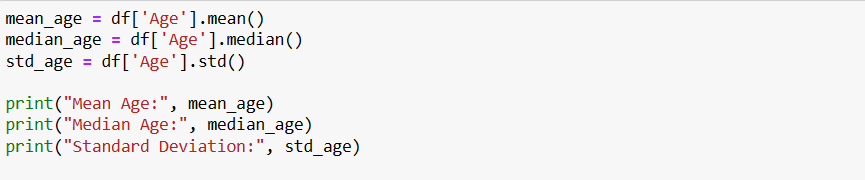 mean_age = df['Age'].mean()
median_age = df['Age'].median()
std_age = df['Age'].std()
print("Mean Age:", mean_age)
print("Median Age:", median_age)
print("Standard Deviation:", std_age)